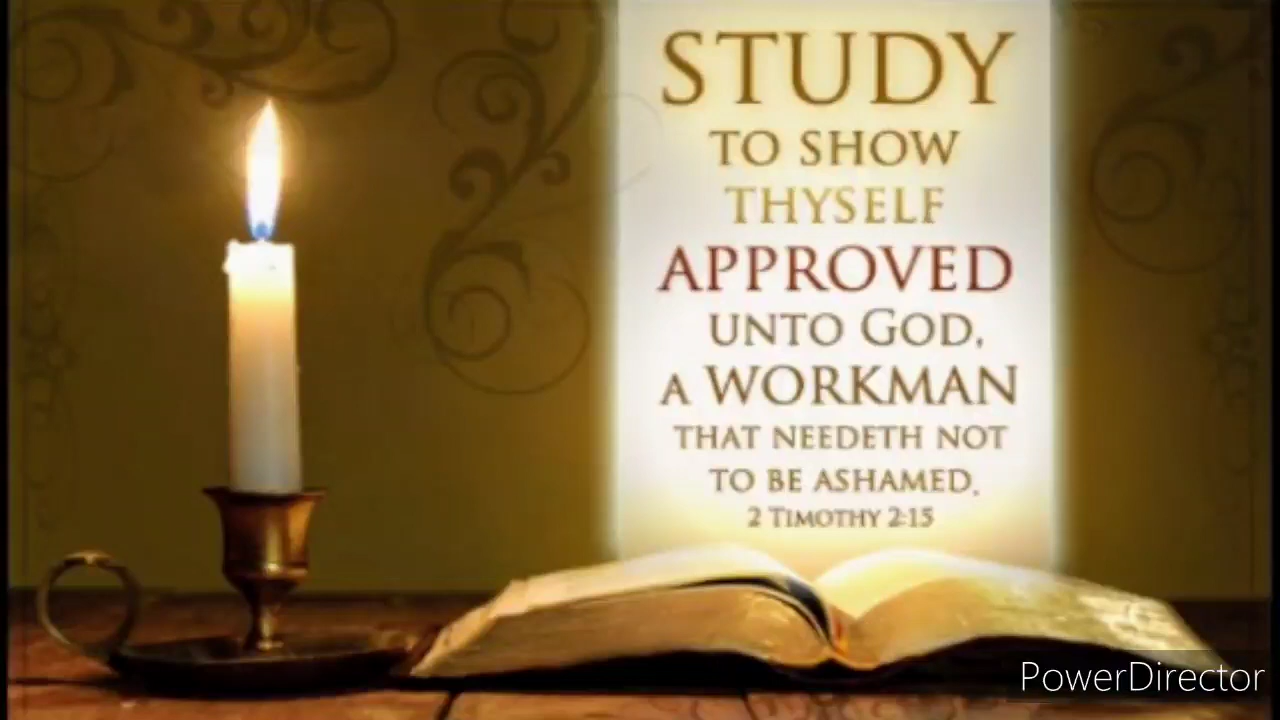 STUDY
TO SHOW
THYSELF
APPROVED
UNTO GOD,
A WORKMAN
THAT NEEDETH NOT
TO BE ASHAMED,
2 TIMOTHY 2:15
PowerDirector